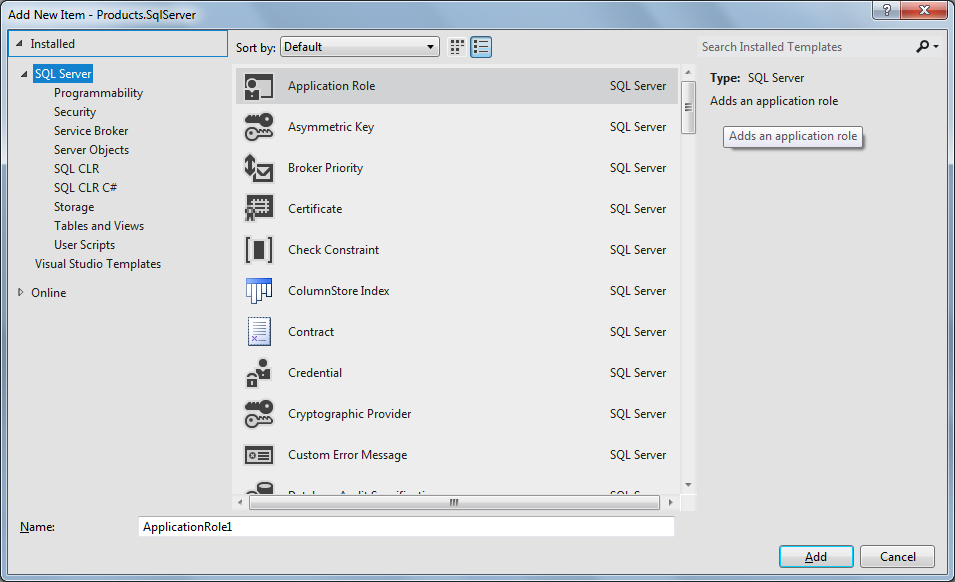 Add New Item - Products.SqlServer
Installed
SQL Server
Programmability
Security
Service Broker
Server Objects
SQL CLR
SQL CLR C#
Storage
Tables and Views
User Scripts
Visual Studio Templates
Online
Sort by: Default
Application Role SQL Server
Asymmetric Key SQL Server
Broker Priority SQL Server
Certificate SQL Server
Check Constraint SQL Server
ColumnStore Index SQL Server
Contract SQL Server
Credential SQL Server
Cryptographic Provider SQL Server
Custom Error Message SQL Server
Search Installed Templates
Type: SQL Server
Adds an application role
Adds an application role
Name: ApplicationRole1
Add Cancel